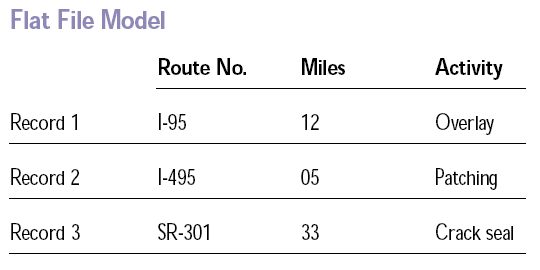 Flat File Model
Route No. Miles Activity
Record 1 I-95 12 Overlay
Record 2 I-495 05 Patching
Record 3 SR-301 33 Crack seal